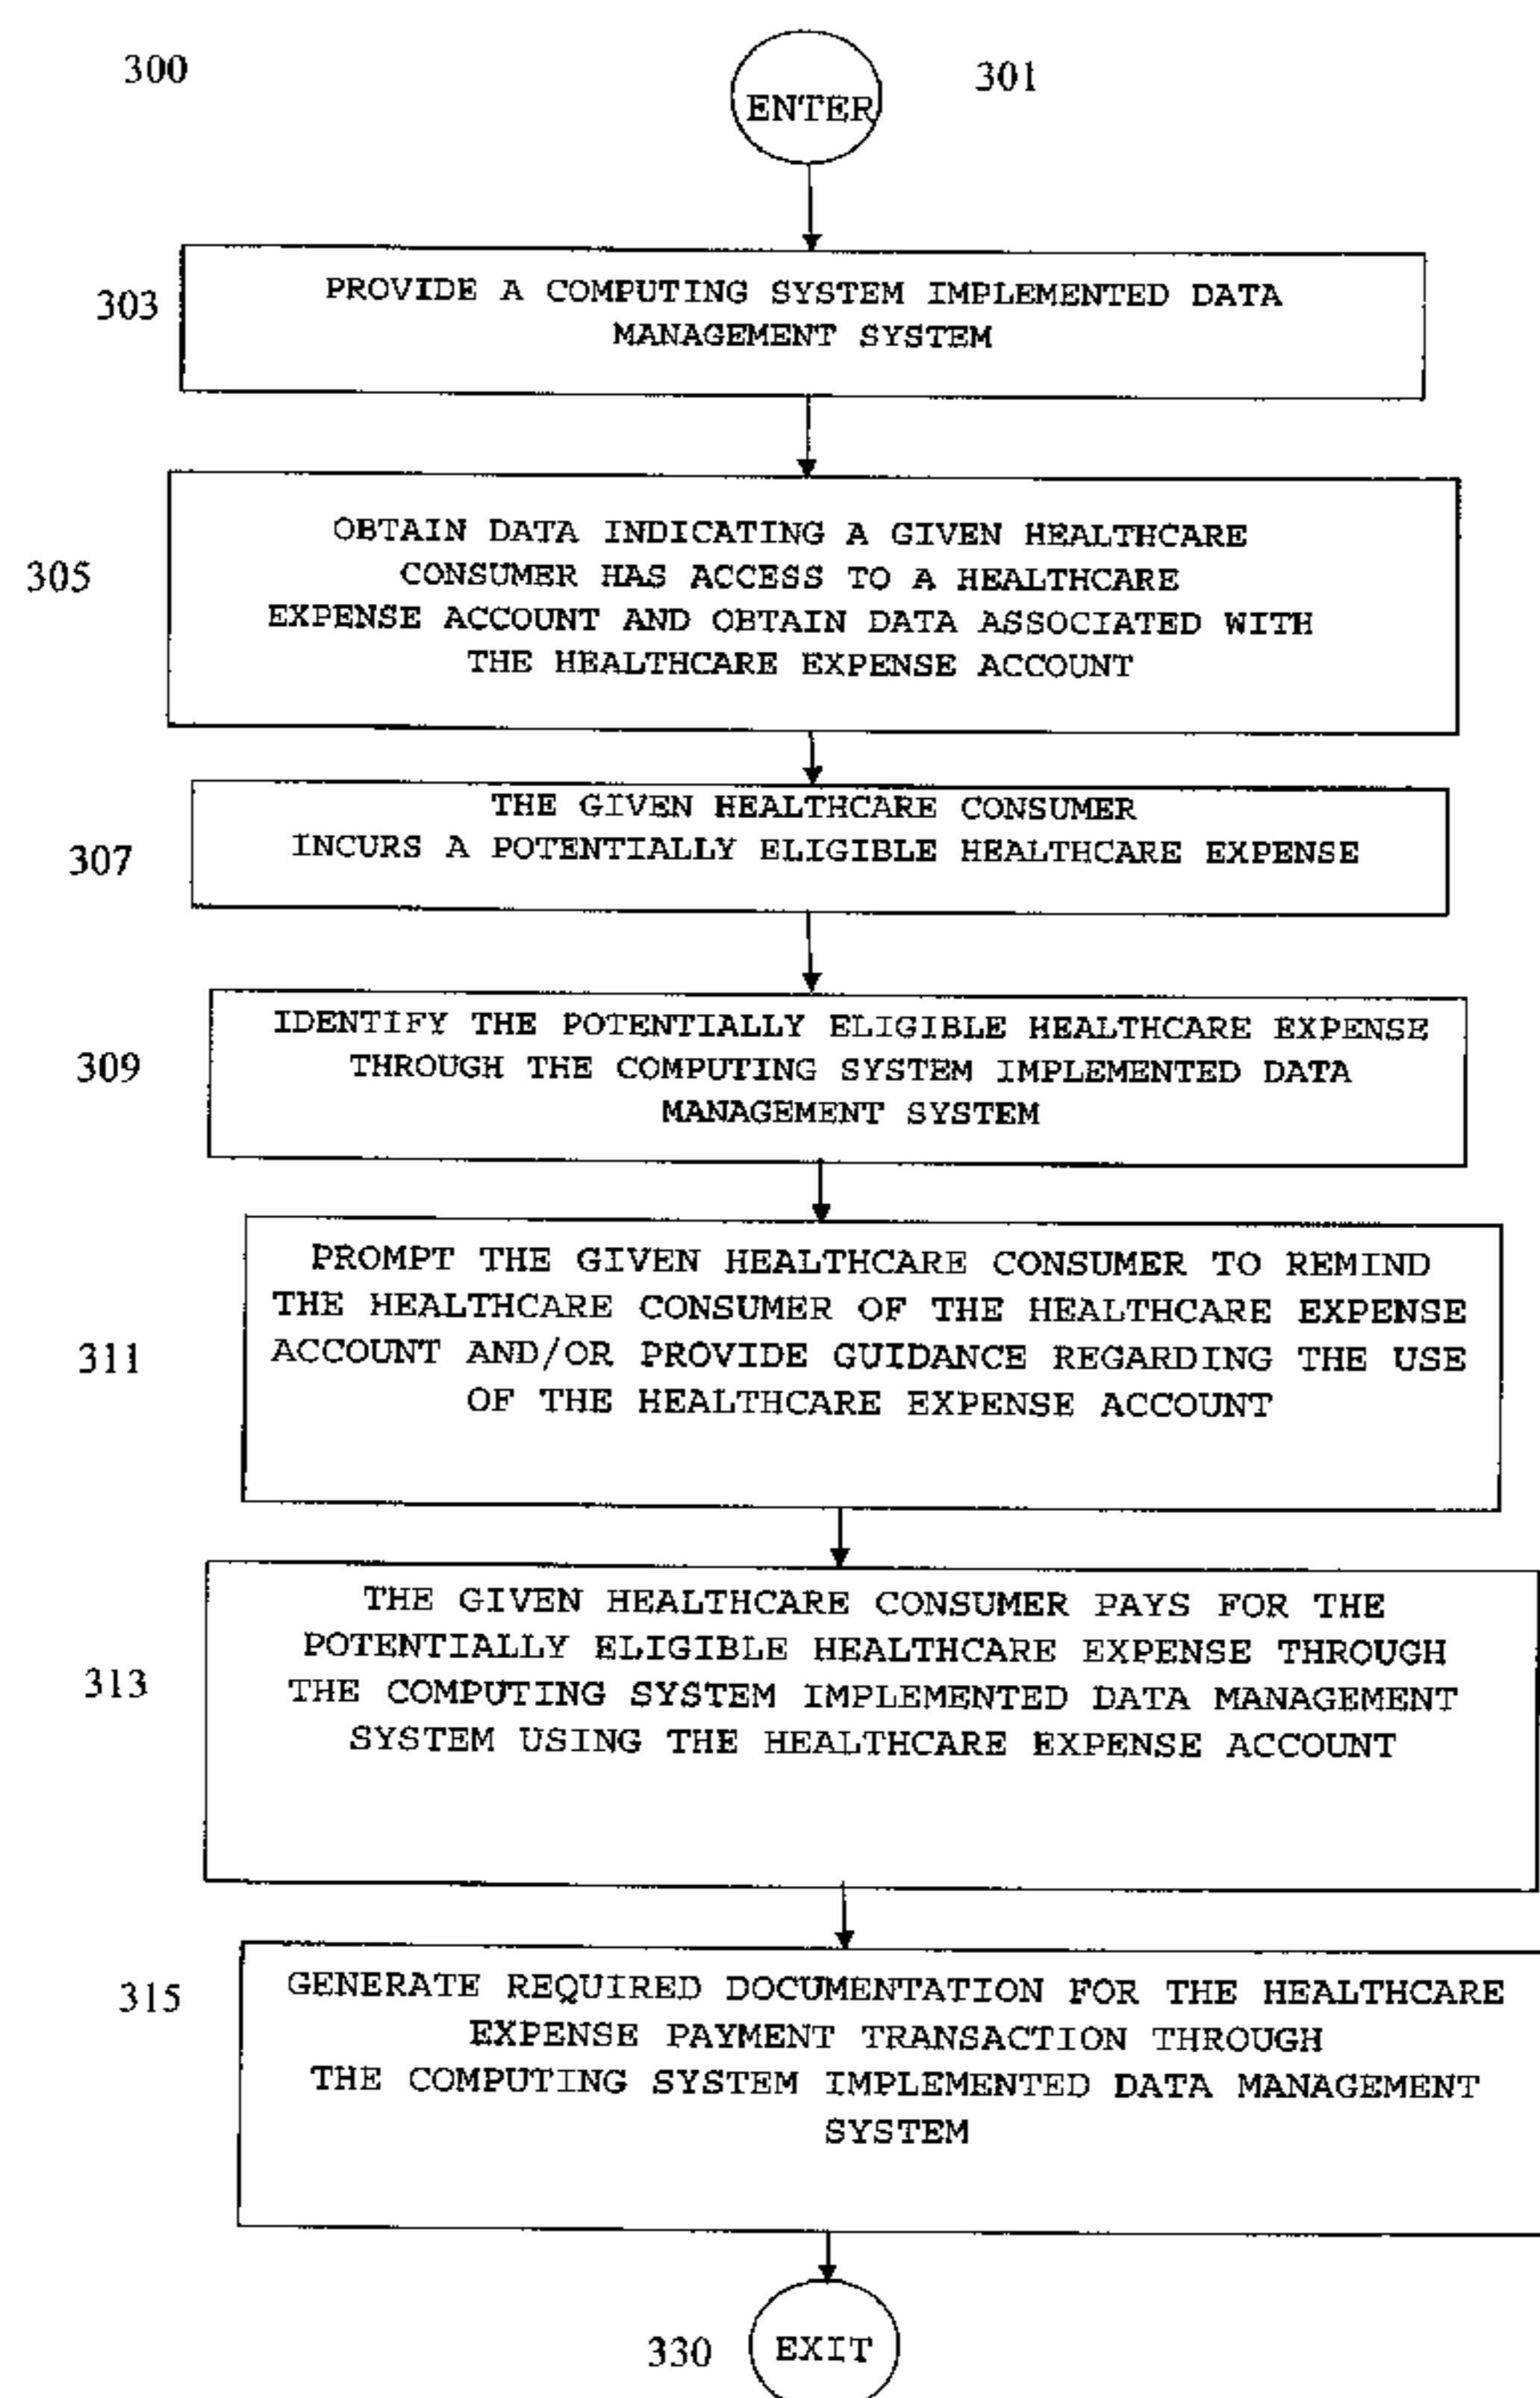 300
301
ENTER
303
PROVIDE A COMPUTING SYSTEM IMPLEMENTED DATA
MANAGEMENT SYSTEM
305
OBTAIN DATA INDICATING A GIVEN HEALTHCARE
CONSUMER HAS ACCESS TO A HEALTHCARE
EXPENSE ACCOUNT AND OBTAIN DATA ASSOCIATED WITH
THE HEALTHCARE EXPENSE ACCOUNT
307
THE GIVEN HEALTHCARE CONSUMER
INCURS A POTENTIALLY ELIGIBLE HEALTHCARE EXPENSE
309
IDENTIFY THE POTENTIALLY ELIGIBLE HEALTHCARE EXPENSE
THROUGH THE COMPUTING SYSTEM IMPLEMENTED DATA
MANAGEMENT SYSTEM
311
PROMPT THE GIVEN HEALTHCARE CONSUMER TO REMIND
THE HEALTHCARE CONSUMER OF THE HEALTHCARE EXPENSE
ACCOUNT AND/OR PROVIDE GUIDANCE REGARDING THE USE
OF THE HEALTHCARE EXPENSE ACCOUNT
313
THE GIVEN HEALTHCARE CONSUMER PAYS FOR THE
POTENTIALLY ELIGIBLE HEALTHCARE EXPENSE THROUGH
THE COMPUTING SYSTEM IMPLEMENTED DATA MANAGEMENT
SYSTEM USING THE HEALTHCARE EXPENSE ACCOUNT
315
GENERATE REQUIRED DOCUMENTATION FOR THE HEALTHCARE
EXPENSE PAYMENT TRANSACTION THROUGH
THE COMPUTING SYSTEM IMPLEMENTED DATA MANAGEMENT
SYSTEM
330
EXIT